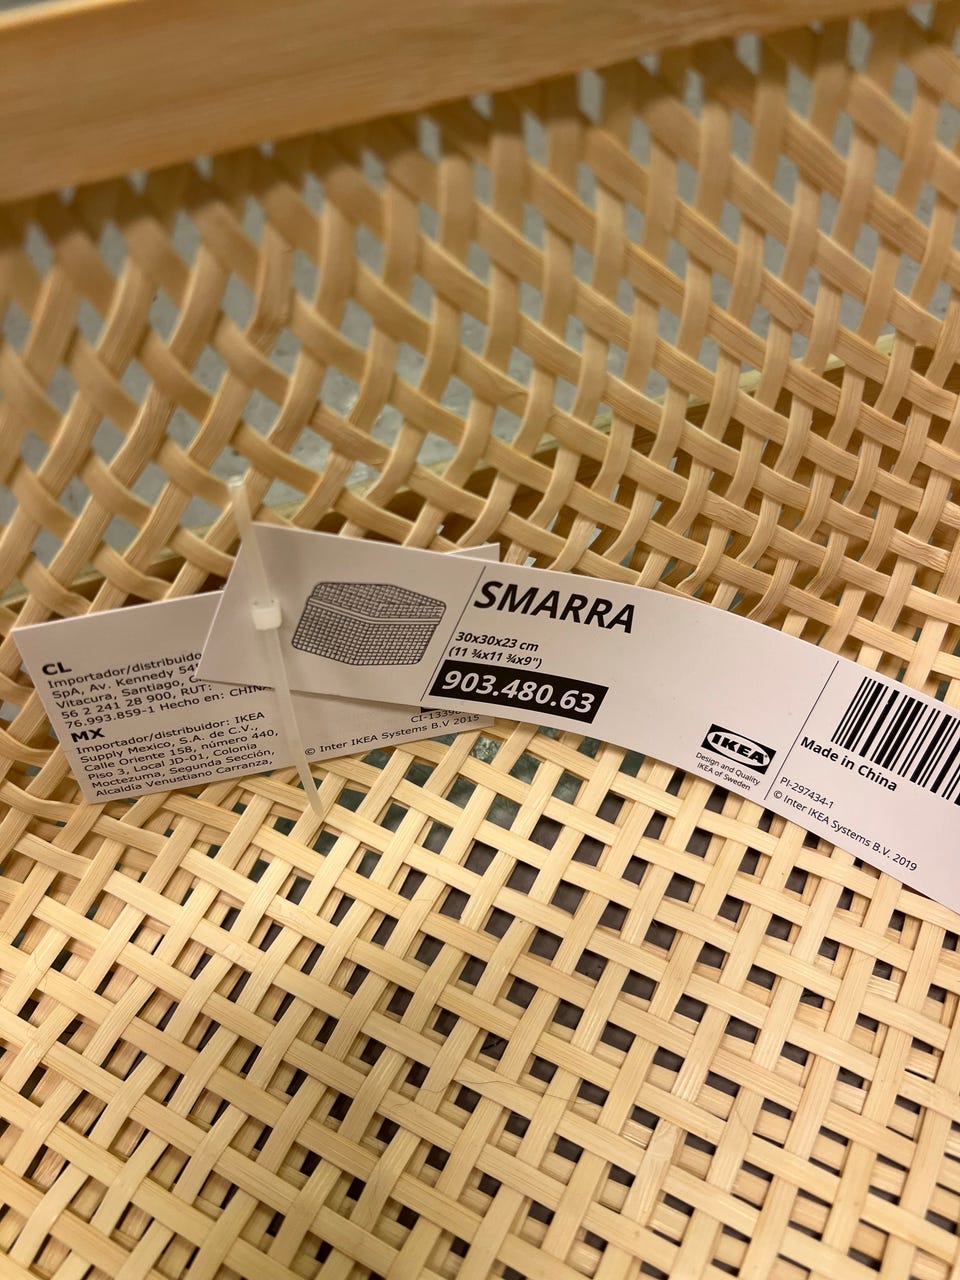 SMARRA
30x30x23 cm
(11 ¾x11 ¾x9")
903.480.63
IKEA
Design and Quality
IKEA of Sweden
Made in China
PI-297434-1
© Inter IKEA Systems B.V. 2019
CL
Importador/distribuido
SpA, Av. Kennedy
Vitacura, Santiago,
56 2 241 28 900, RUT:
76.993.859-1 Hecho en: CHINA
MX
Importador/distribuidor: IKEA
Supply Mexico, S.A. de C.V.,
Calle Oriente 158, número 440,
Piso 3, Local JD-01, Colonia
Moctezuma, Segunda Sección,
Alcaldía Venustiano Carranza,
© Inter IKEA Systems B.V 2015